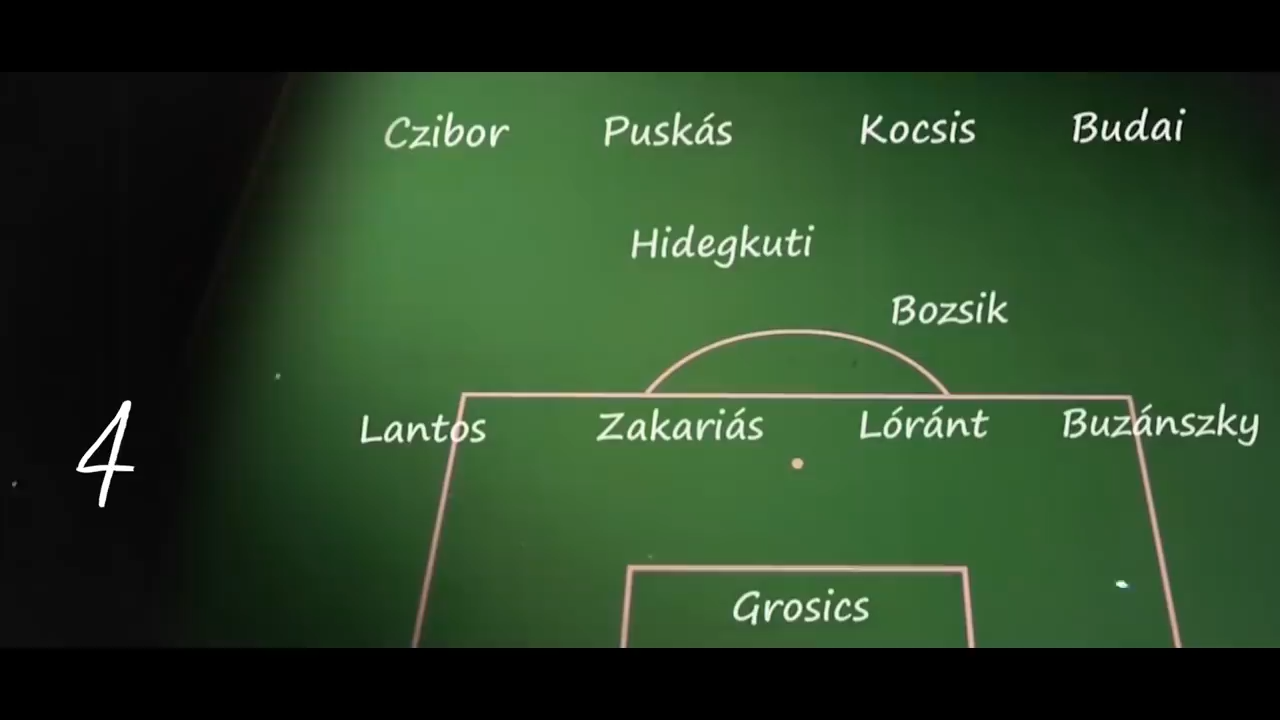 Czibor Puskás Kocsis Budai
Hidegkuti
Bozsik
Lantos Zakariás Lóránt Buzánszky
4
Grosics